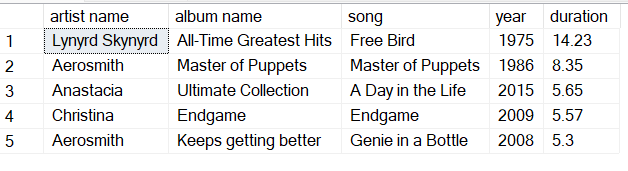 artist name album name song year duration
1 Lynyrd Skynyrd All-Time Greatest Hits Free Bird 1975 14.23
2 Aerosmith Master of Puppets Master of Puppets 1986 8.35
3 Anastacia Ultimate Collection A Day in the Life 2015 5.65
4 Christina Endgame Endgame 2009 5.57
5 Aerosmith Keeps getting better Genie in a Bottle 2008 5.3